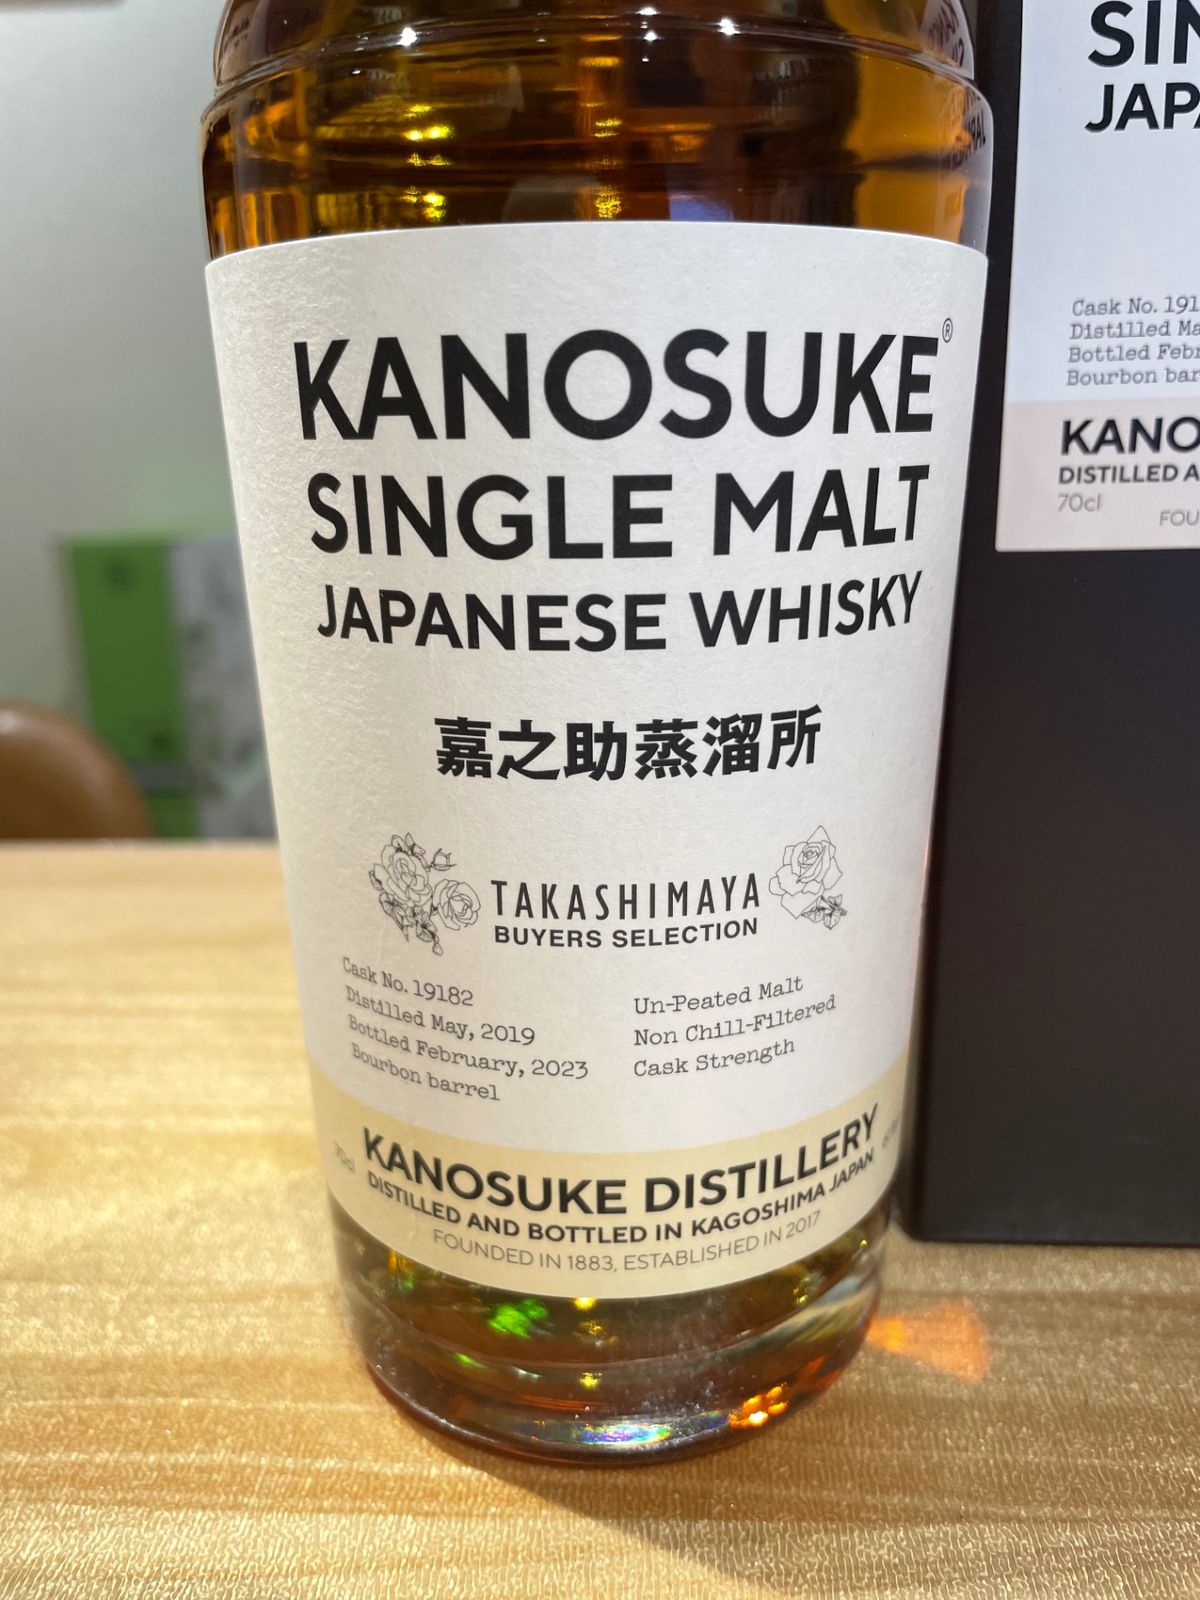 KANOSUKE®
SINGLE MALT
JAPANESE WHISKY
嘉之助蒸溜所
TAKASHIMAYA
BUYERS SELECTION
Cask No. 19182
Distilled May, 2019
Bottled February, 2023
Bourbon barrel
Un-Peated Malt
Non Chill-Filtered
Cask Strength
70cl
KANOSUKE DISTILLERY
DISTILLED AND BOTTLED IN KAGOSHIMA JAPAN
FOUNDED IN 1883, ESTABLISHED IN 2017
SIN
JAPA
Cask No. 1918
Distilled Ma
Bottled Febr
Bourbon bar
KANO
DISTILLED A
70cl
FOU